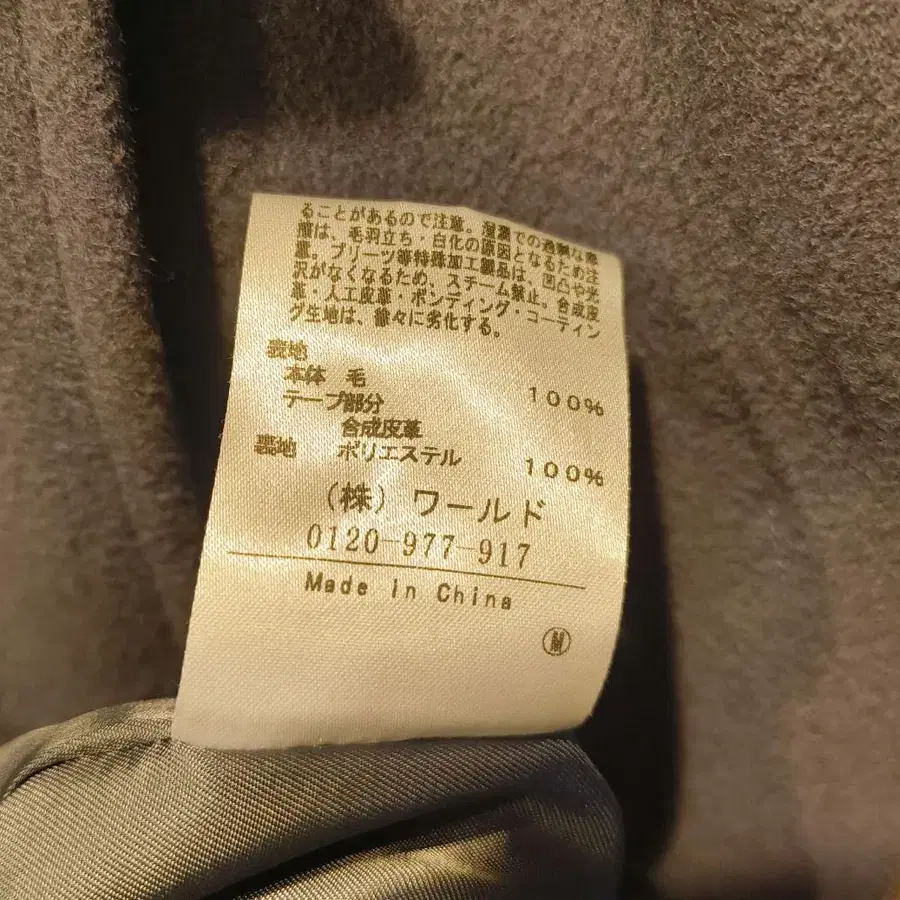 ることがあるので注意。湿潤での過剰な摩
擦は、毛羽立ち・白化の原因となるため注
意。プリーツ等特殊加工製品は、凹凸や光
沢がなくなるため、スチーム禁止。合成皮
革・人工皮革・ボンディング・コーティン
グ生地は、徐々に劣化する。
表地
本体 毛 100%
テープ部分
合成皮革
裏地 ポリエステル 100%
(株) ワールド
0120-977-917
Made in China
M